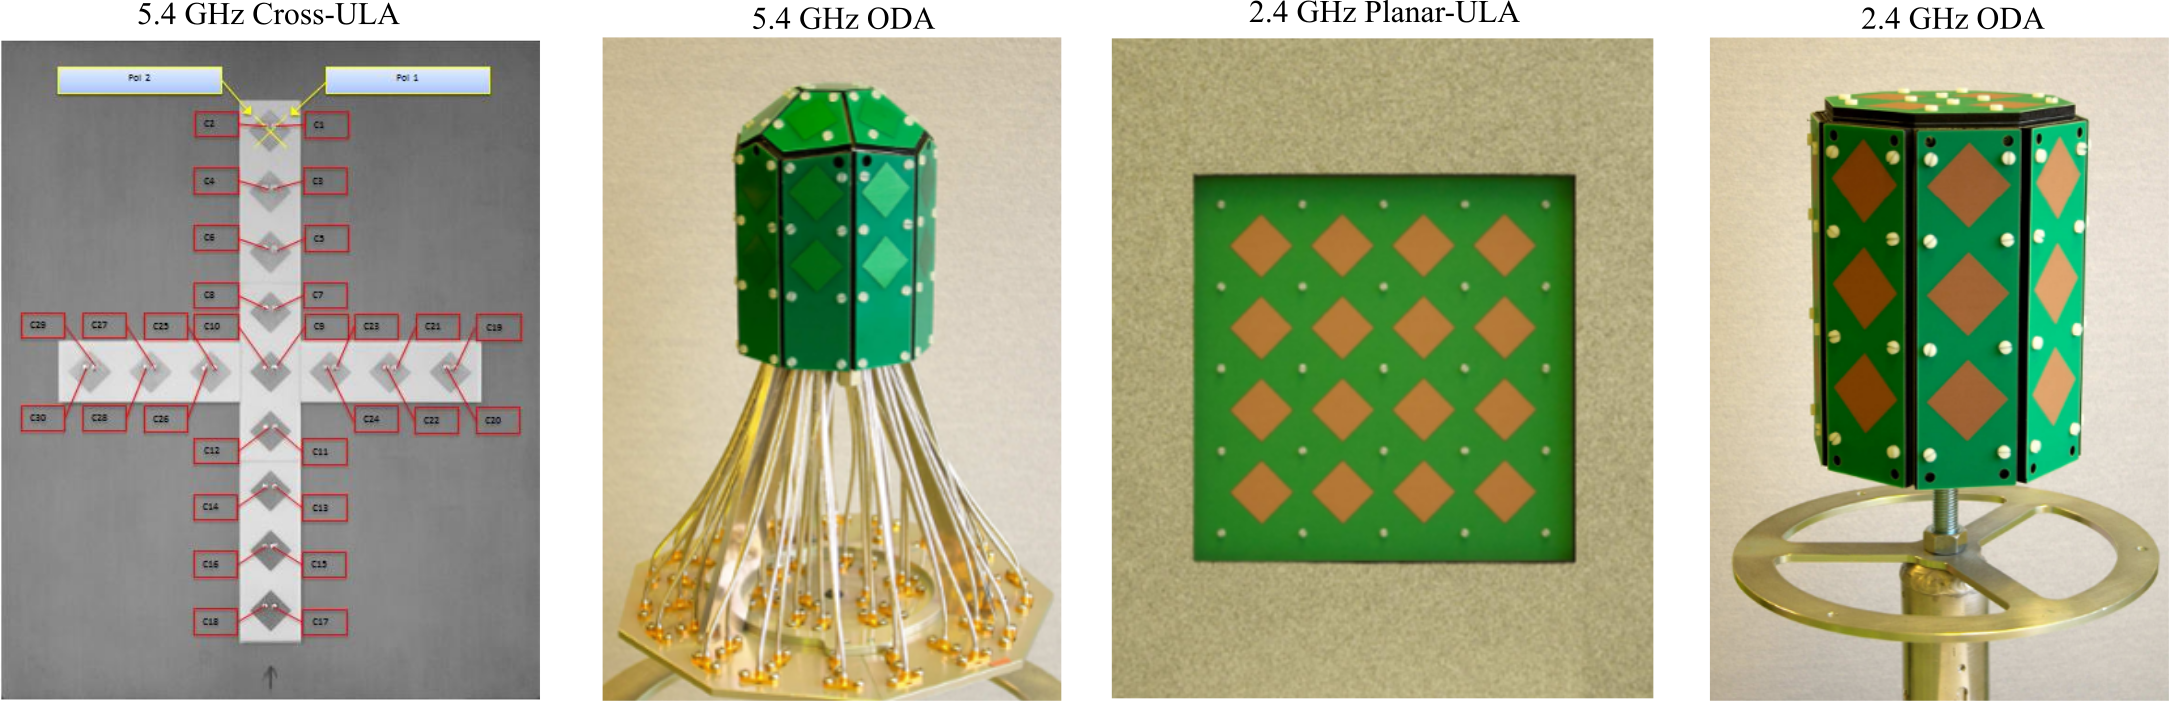 5.4 GHz Cross-ULA
5.4 GHz ODA
2.4 GHz Planar-ULA
2.4 GHz ODA
Pol 2
Pol 1
C2
C1
C4
C3
C6
C5
C8
C7
C29
C27
C25
C10
C9
C23
C21
C19
C30
C28
C26
C24
C22
C20
C12
C11
C14
C13
C16
C15
C18
C17